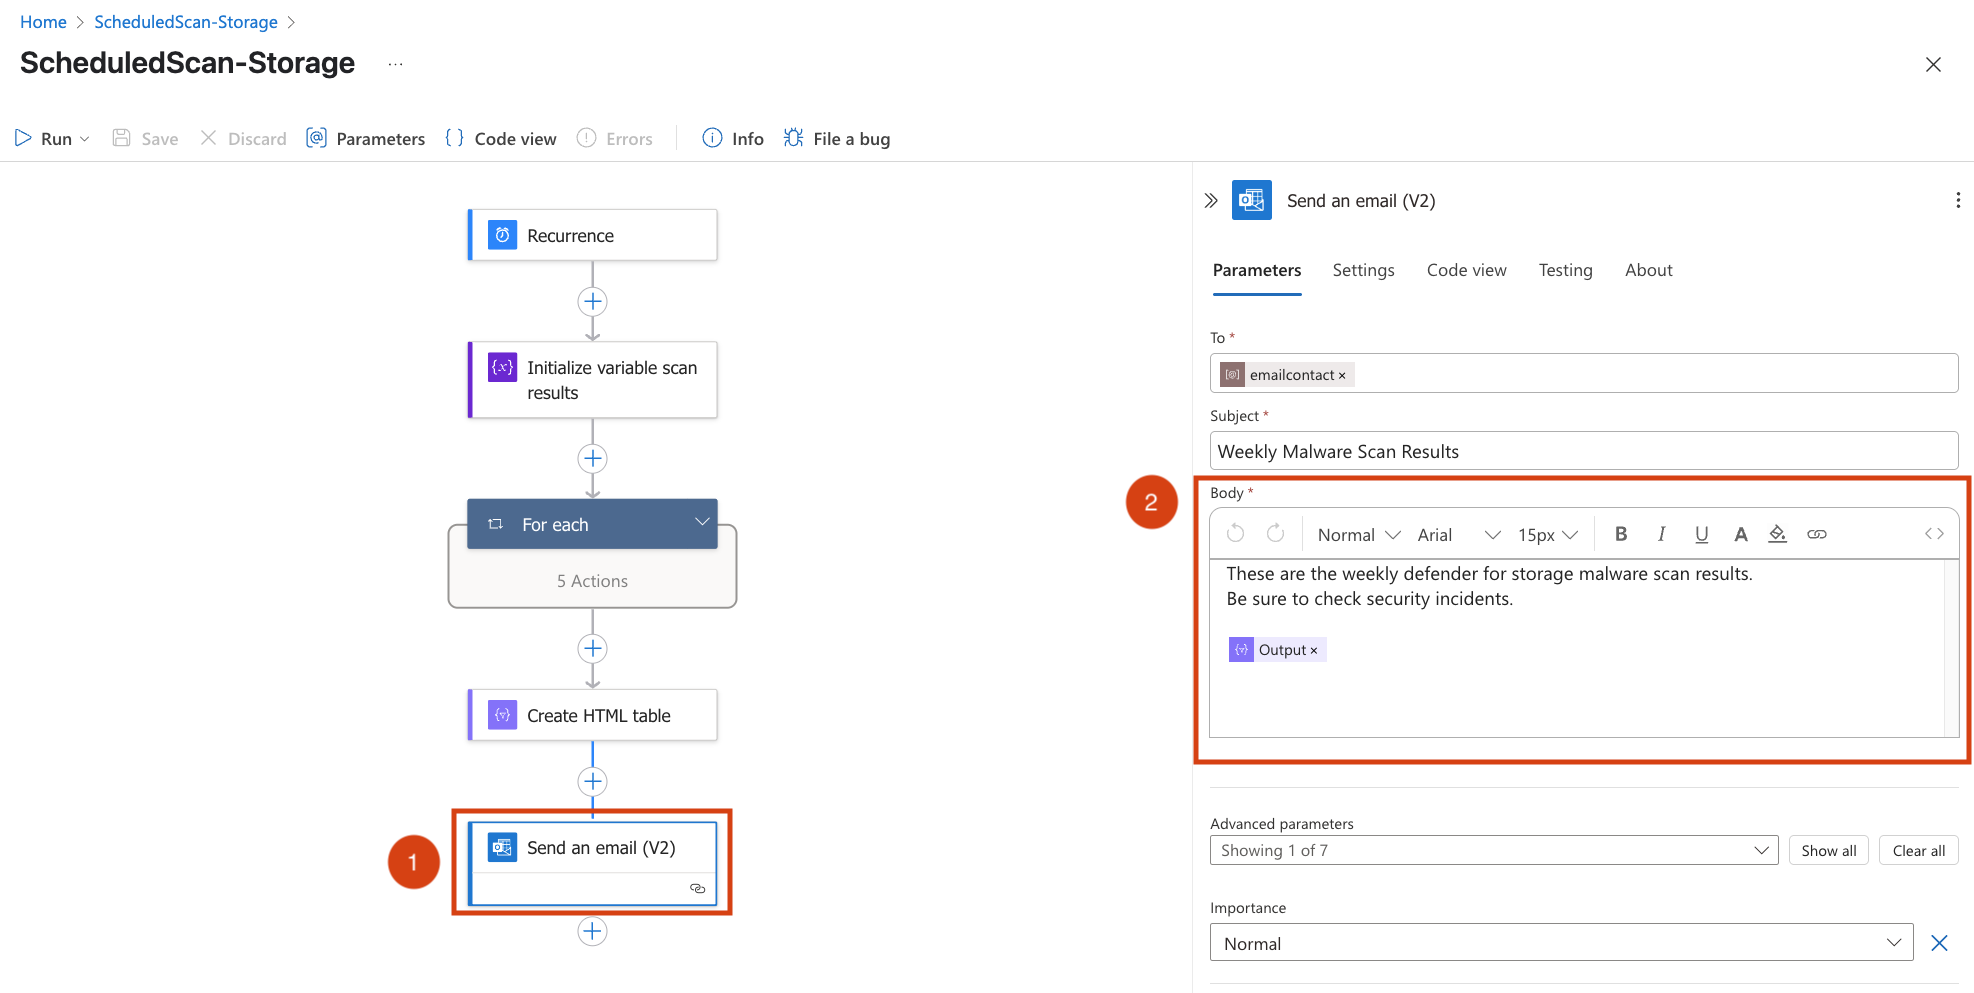 Home > ScheduledScan-Storage >
ScheduledScan-Storage ...
Run Save Discard Parameters Code view Errors Info File a bug
Recurrence
Initialize variable scan
results
For each
5 Actions
Create HTML table
1
Send an email (V2)
Send an email (V2)
Parameters Settings Code view Testing About
To *
emailcontact ×
Subject *
Weekly Malware Scan Results
2
Body *
Normal Arial 15px B I U A
These are the weekly defender for storage malware scan results.
Be sure to check security incidents.
Output ×
Advanced parameters
Showing 1 of 7 Show all Clear all
Importance
Normal